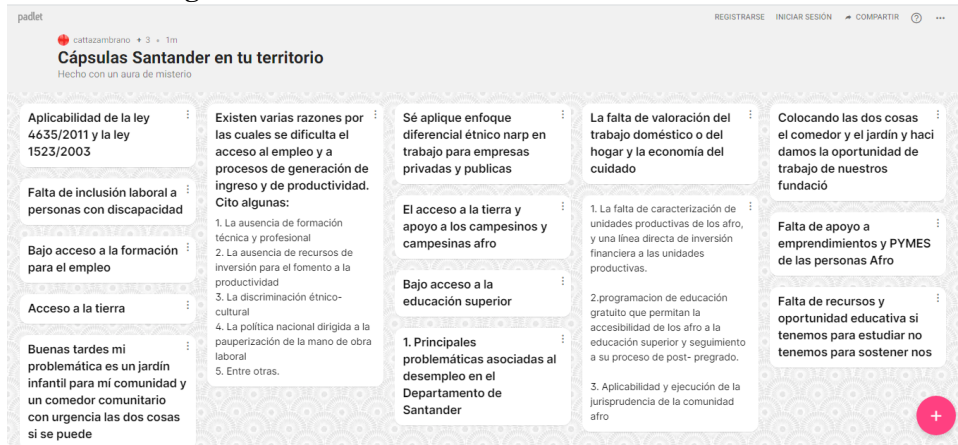 padlet
REGISTRARSE INICIAR SESIÓN COMPARTIR ? ...
cattazambrano + 3 • 1m
Cápsulas Santander en tu territorio
Hecho con un aura de misterio
Aplicabilidad de la ley
4635/2011 y la ley
1523/2003
Falta de inclusión laboral a
personas con discapacidad
Bajo acceso a la formación
para el empleo
Acceso a la tierra
Buenas tardes mi
problemática es un jardín
infantil para mí comunidad y
un comedor comunitario
con urgencia las dos cosas
si se puede
Existen varias razones por
las cuales se dificulta el
acceso al empleo y a
procesos de generación de
ingreso y de productividad.
Cito algunas:
1. La ausencia de formación
técnica y profesional
2. La ausencia de recursos de
inversión para el fomento a la
productividad
3. La discriminación étnico-
cultural
4. La política nacional dirigida a la
pauperización de la mano de obra
laboral
5. Entre otras.
Sé aplique enfoque
diferencial étnico narp en
trabajo para empresas
privadas y publicas
El acceso a la tierra y
apoyo a los campesinos y
campesinas afro
Bajo acceso a la
educación superior
1. Principales
problemáticas asociadas al
desempleo en el
Departamento de
Santander
La falta de valoración del
trabajo doméstico o del
hogar y la economía del
cuidado
1. La falta de caracterización de
unidades productivas de los afro,
y una línea directa de inversión
financiera a las unidades
productivas.
2.programacion de educación
gratuito que permitan la
accesibilidad de los afro a la
educación superior y seguimiento
a su proceso de post- pregrado.
3. Aplicabilidad y ejecución de la
jurisprudencia de la comunidad
afro
Colocando las dos cosas
el comedor y el jardín y haci
damos la oportunidad de
trabajo de nuestros
fundació
Falta de apoyo a
emprendimientos y PYMES
de las personas Afro
Falta de recursos y
oportunidad educativa si
tenemos para estudiar no
tenemos para sostener nos